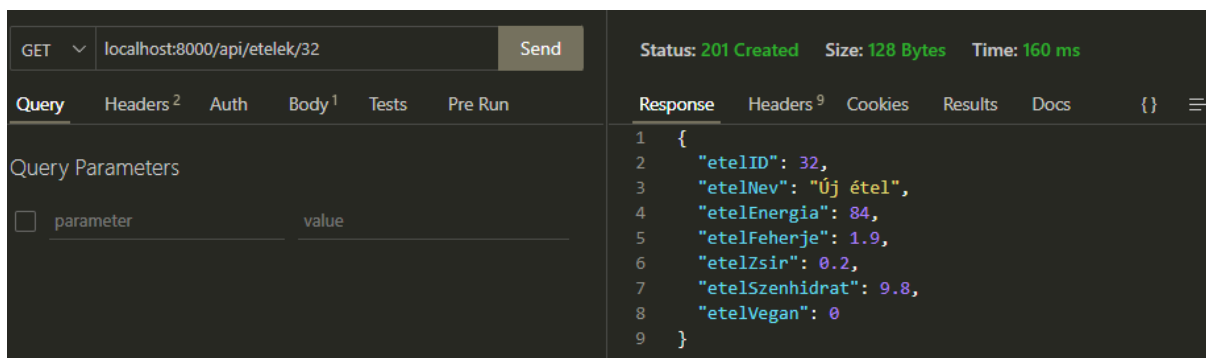 GET localhost:8000/api/etelek/32 Send
Query Headers 2 Auth Body 1 Tests Pre Run
Query Parameters
parameter value
Status: 201 Created Size: 128 Bytes Time: 160 ms
Response Headers 9 Cookies Results Docs {}
1 {
2 "etelID": 32,
3 "etelNev": "Új étel",
4 "etelEnergia": 84,
5 "etelFeherje": 1.9,
6 "etelZsir": 0.2,
7 "etelSzenhidrat": 9.8,
8 "etelVegan": 0
9 }